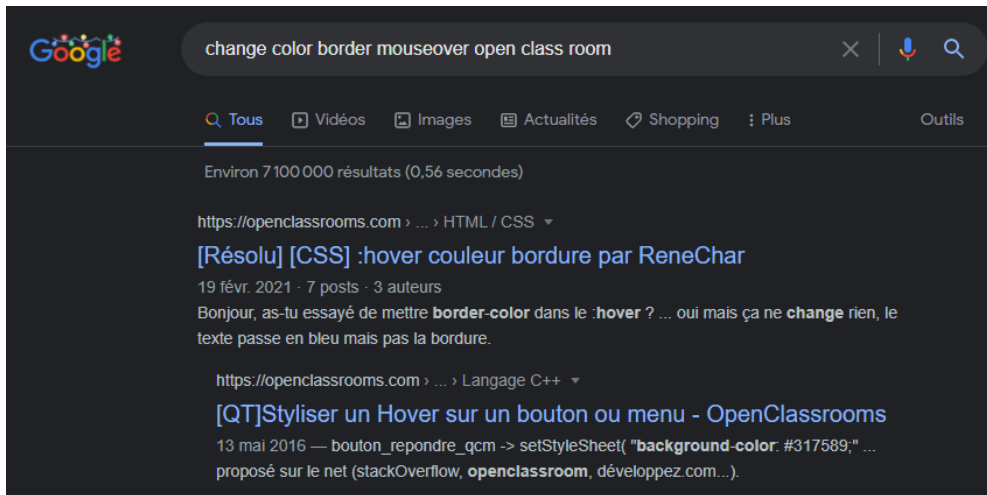 Google
change color border mouseover open class room
Tous Vidéos Images Actualités Shopping Plus Outils
Environ 7 100 000 résultats (0,56 secondes)
https://openclassrooms.com › ... › HTML / CSS
[Résolu] [CSS] :hover couleur bordure par ReneChar
19 févr. 2021 · 7 posts · 3 auteurs
Bonjour, as-tu essayé de mettre border-color dans le :hover ? ... oui mais ça ne change rien, le
texte passe en bleu mais pas la bordure.
https://openclassrooms.com › ... › Langage C++
[QT]Styliser un Hover sur un bouton ou menu - OpenClassrooms
13 mai 2016 — bouton_repondre_qcm -> setStyleSheet( "background-color: #317589;" ...
proposé sur le net (stackOverflow, openclassroom, développez.com...).